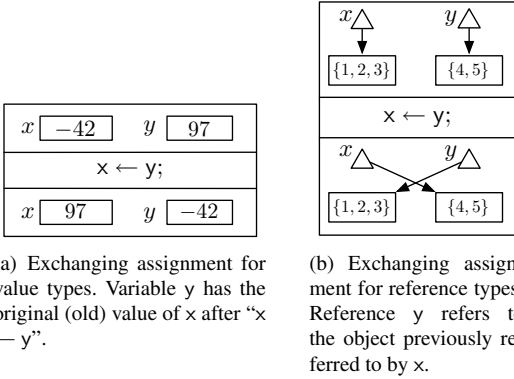 x −42 y 97
x ← y;
x 97 y −42
a) Exchanging assignment for
value types. Variable y has the
original (old) value of x after “x
– y”.
x y
{1, 2, 3} {4, 5}
x ← y;
x y
{1, 2, 3} {4, 5}
(b) Exchanging assign
ment for reference types
Reference y refers t
the object previously re
ferred to by x.